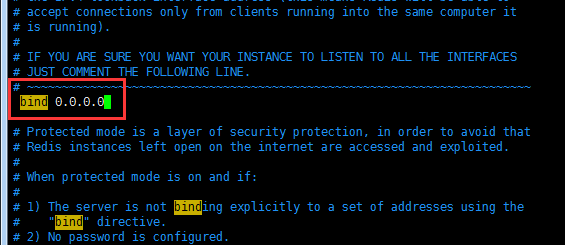 # accept connections only from clients running into the same computer it
# is running).
#
# IF YOU ARE SURE YOU WANT YOUR INSTANCE TO LISTEN TO ALL THE INTERFACES
# JUST COMMENT THE FOLLOWING LINE.
# ~~~~~~~~~~~~~~~~~~~~~~~~~~~~~~~~~~~~~~~~~~~~~~~~~~~~~~~~~~~~~~~~~~~~~~~~
bind 0.0.0.0
# Protected mode is a layer of security protection, in order to avoid that
# Redis instances left open on the internet are accessed and exploited.
#
# When protected mode is on and if:
#
# 1) The server is not binding explicitly to a set of addresses using the
#    "bind" directive.
# 2) No password is configured.